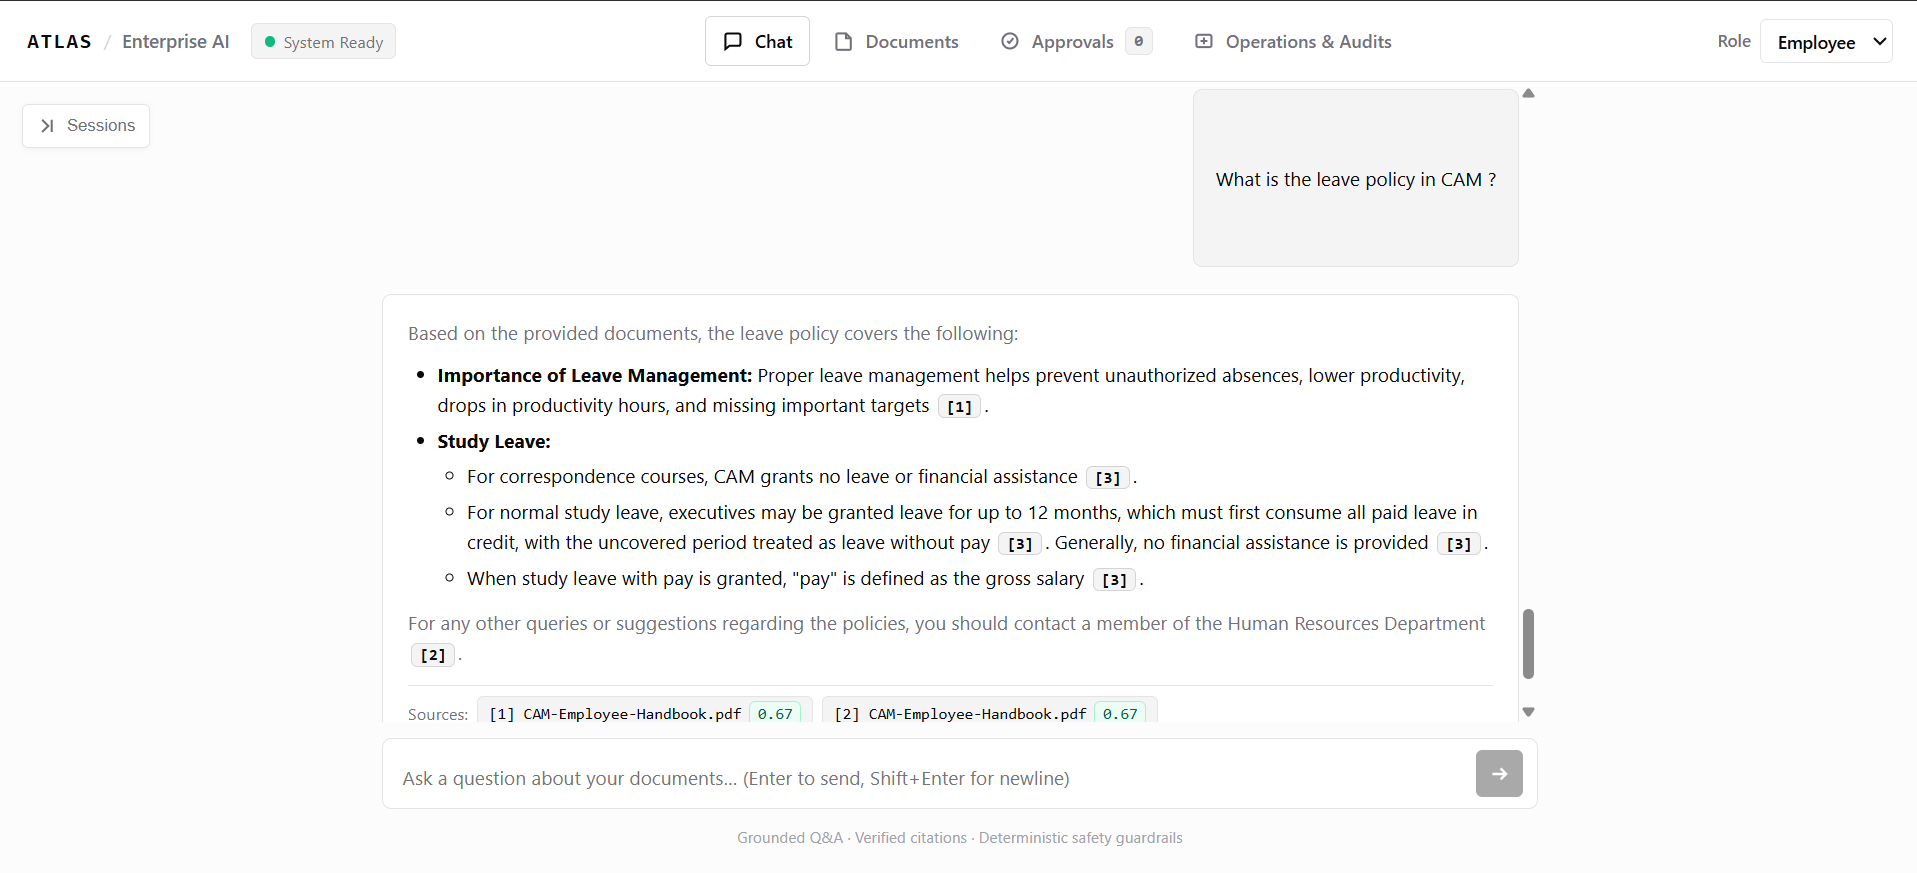 ATLAS / Enterprise AI System Ready Chat Documents Approvals 0 Operations & Audits Role Employee
Sessions
What is the leave policy in CAM ?
Based on the provided documents, the leave policy covers the following:
• Importance of Leave Management: Proper leave management helps prevent unauthorized absences, lower productivity,
drops in productivity hours, and missing important targets [1] .
• Study Leave:
○ For correspondence courses, CAM grants no leave or financial assistance [3] .
○ For normal study leave, executives may be granted leave for up to 12 months, which must first consume all paid leave in
credit, with the uncovered period treated as leave without pay [3] . Generally, no financial assistance is provided [3] .
○ When study leave with pay is granted, "pay" is defined as the gross salary [3] .
For any other queries or suggestions regarding the policies, you should contact a member of the Human Resources Department
[2] .
Sources: [1] CAM-Employee-Handbook.pdf 0.67 [2] CAM-Employee-Handbook.pdf 0.67
Ask a question about your documents... (Enter to send, Shift+Enter for newline)
Grounded Q&A · Verified citations · Deterministic safety guardrails